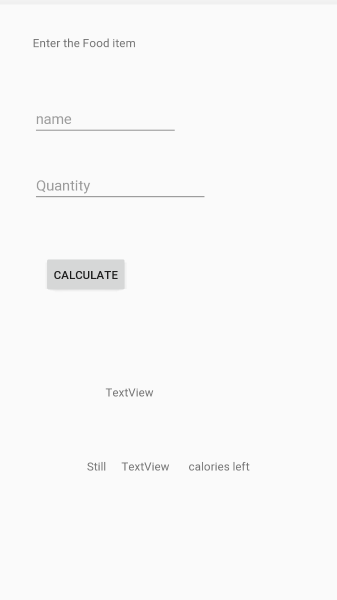 Enter the Food item
name
Quantity
CALCULATE
TextView
Still TextView calories left